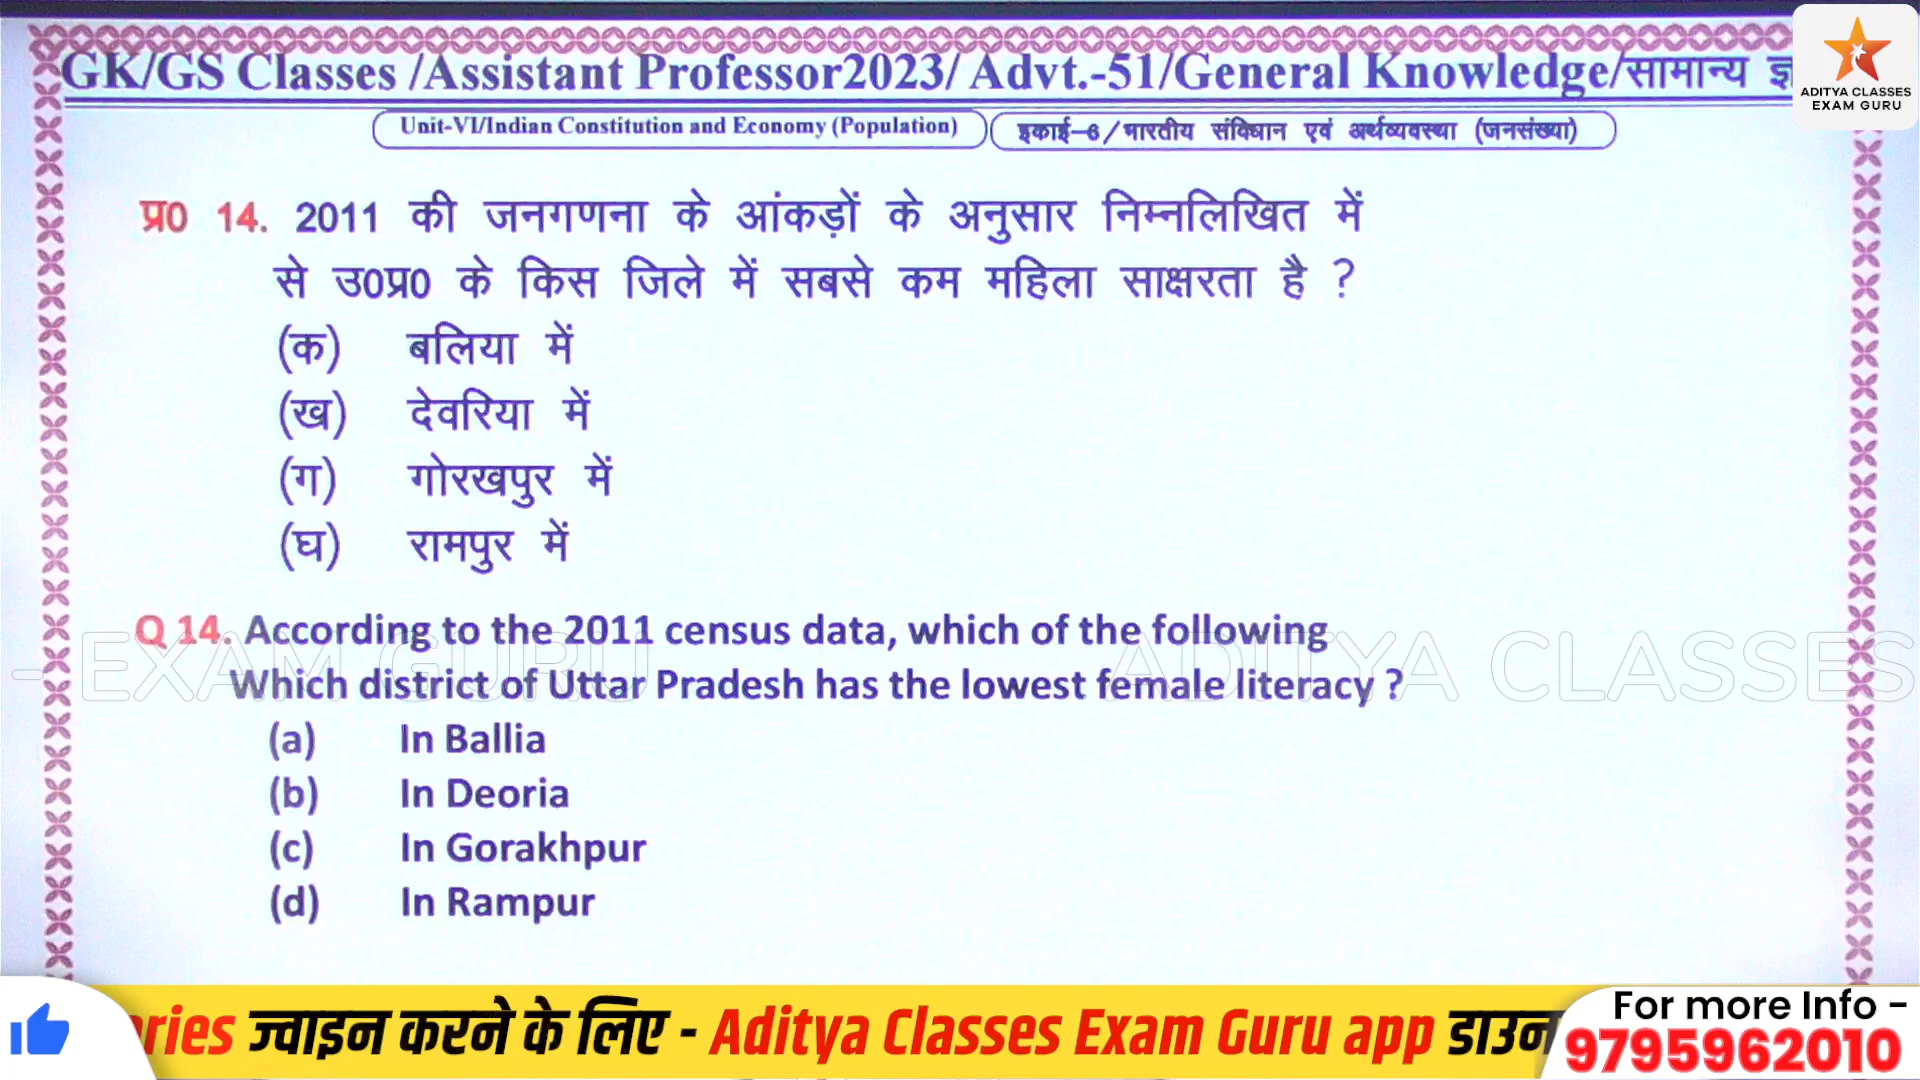 GK/GS Classes /Assistant Professor2023/ Advt.-51/General Knowledge/सामान्य
ADITYA CLASSES
EXAM GURU
Unit-VI/Indian Constitution and Economy (Population)
इकाई–6/भारतीय संविधान एवं अर्थव्यवस्था (जनसंख्या)
प्र0 14. 2011 की जनगणना के आंकड़ों के अनुसार निम्नलिखित में
से उ0प्र0 के किस जिले में सबसे कम महिला साक्षरता है ?
(क) बलिया में
(ख) देवरिया में
(ग) गोरखपुर में
(घ) रामपुर में
Q 14. According to the 2011 census data, which of the following
Which district of Uttar Pradesh has the lowest female literacy ?
- EXAM GURU ADITYA CLASSES
(a) In Ballia
(b) In Deoria
(c) In Gorakhpur
(d) In Rampur
ज्वाइन करने के लिए - Aditya Classes Exam Guru app
For more Info -
9795962010